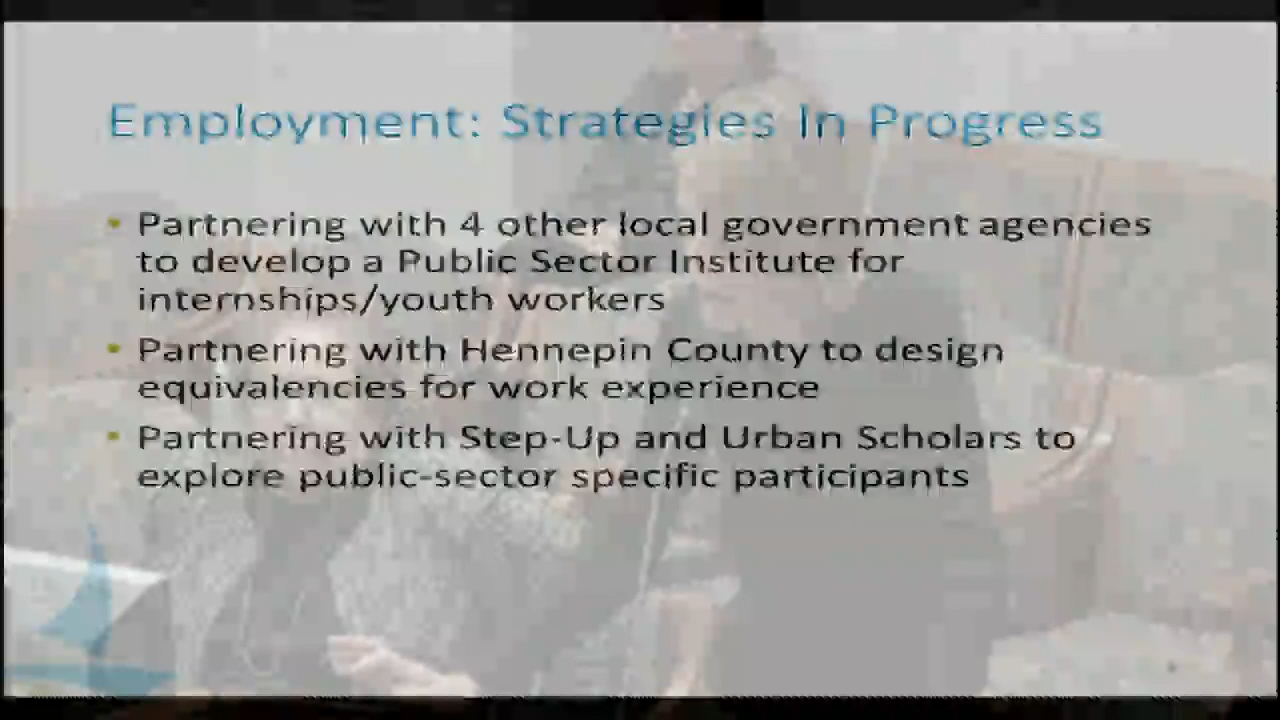 Employment: Strategies In Progress
• Partnering with 4 other local government agencies
to develop a Public Sector Institute for
internships/youth workers
• Partnering with Hennepin County to design
equivalencies for work experience
• Partnering with Step-Up and Urban Scholars to
explore public-sector specific participants